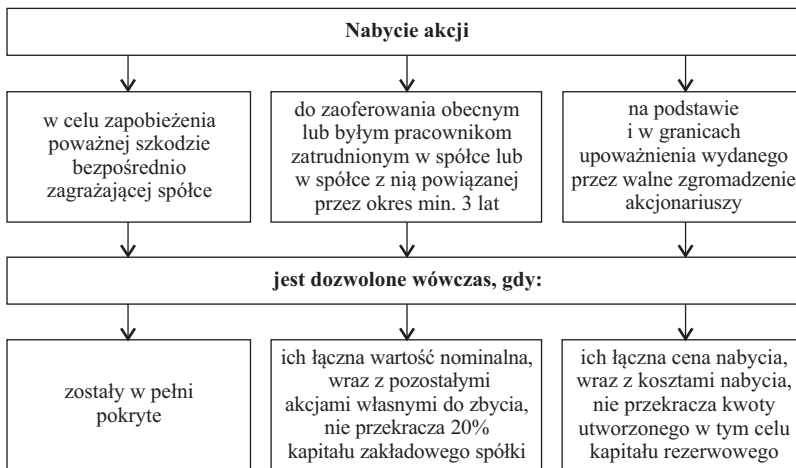 Nabycie akcji
w celu zapobieżenia
poważnej szkodzie
bezpośrednio
zagrażającej spółce
do zaoferowania obecnym
lub byłym pracownikom
zatrudnionym w spółce lub
w spółce z nią powiązanej
przez okres min. 3 lat
na podstawie
i w granicach
upoważnienia wydanego
przez walne zgromadzenie
akcjonariuszy
jest dozwolone wówczas, gdy:
zostały w pełni
pokryte
ich łączna wartość nominalna,
wraz z pozostałymi
akcjami własnymi do zbycia,
nie przekracza 20%
kapitału zakładowego spółki
ich łączna cena nabycia,
wraz z kosztami nabycia,
nie przekracza kwoty
utworzonego w tym celu
kapitału rezerwowego